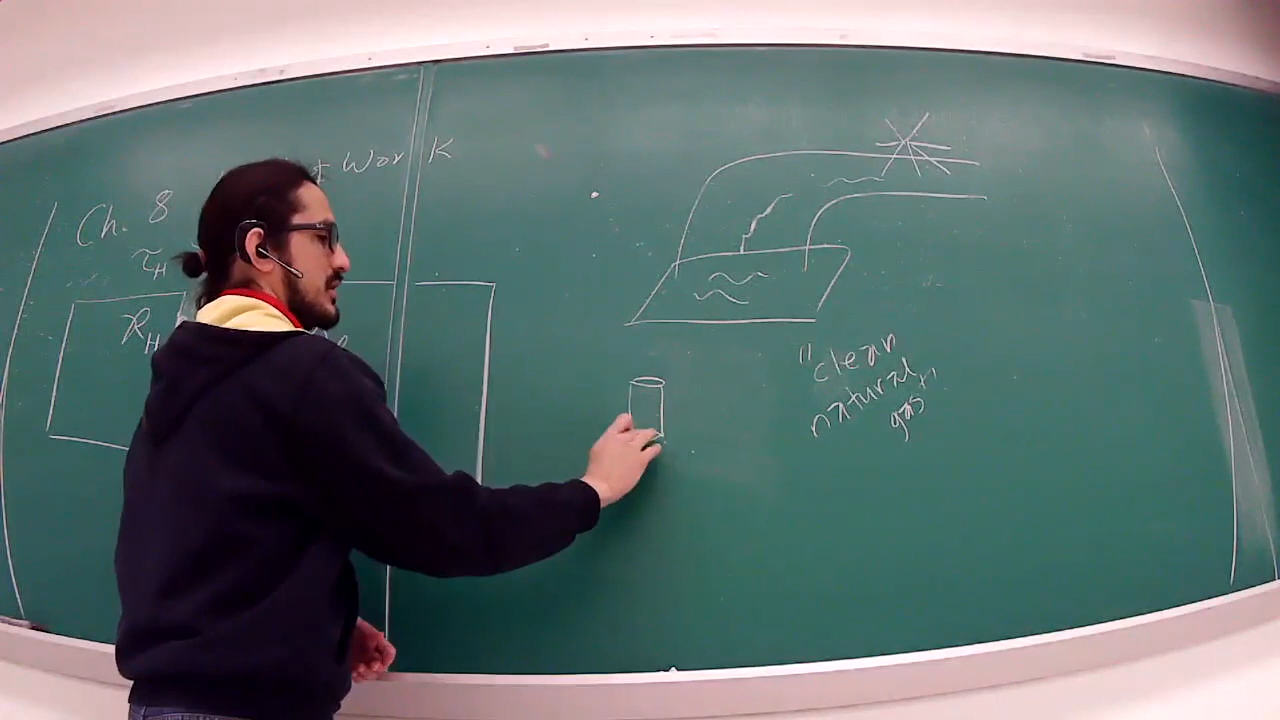 Ch. 8
Work
τH
RH
"clean
natural
gas"